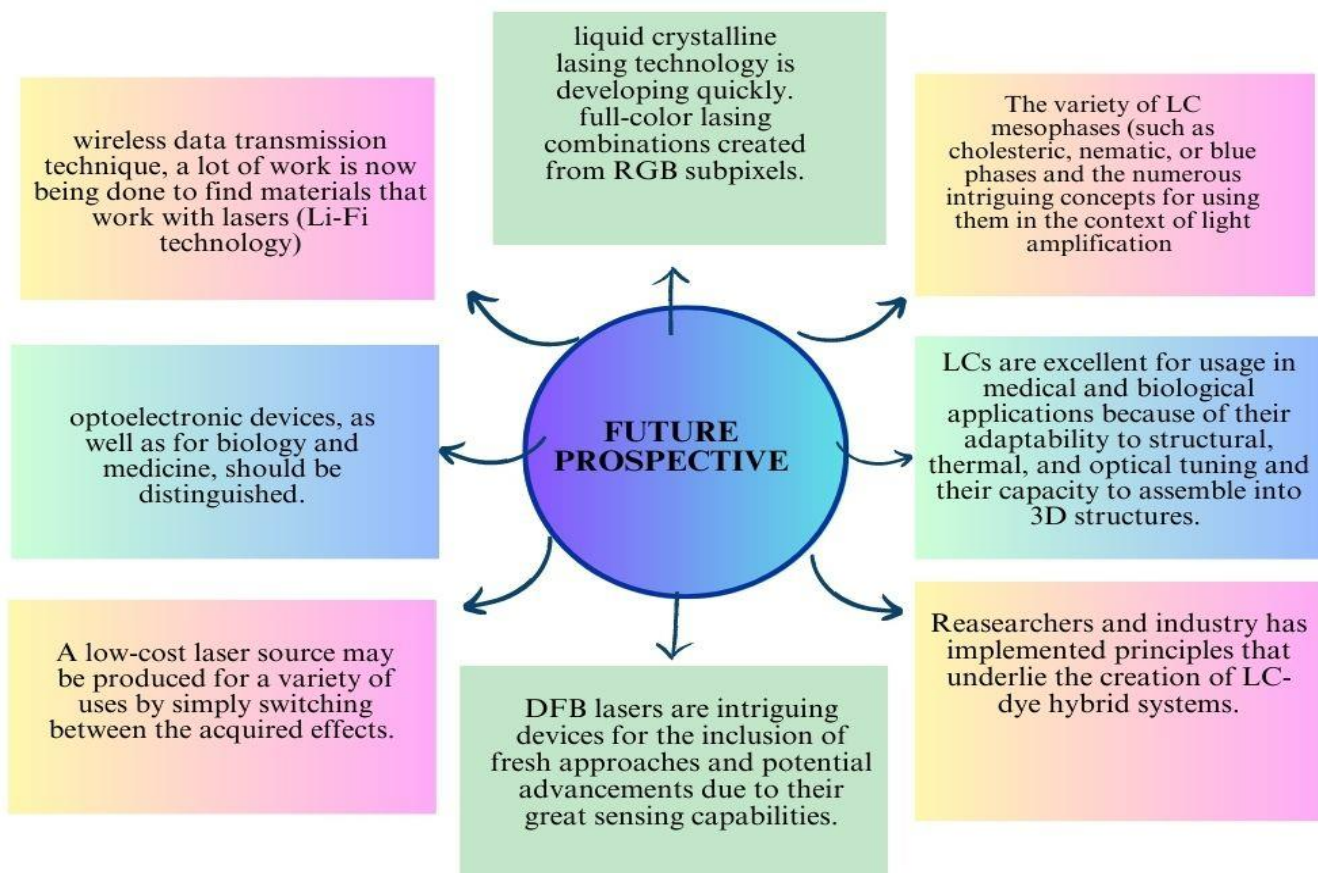 liquid crystalline
lasing technology is
developing quickly.
full-color lasing
combinations created
from RGB subpixels.
wireless data transmission
technique, a lot of work is now
being done to find materials that
work with lasers (Li-Fi
technology)
The variety of LC
mesophases (such as
cholesteric, nematic, or blue
phases and the numerous
intriguing concepts for using
them in the context of light
amplification
optoelectronic devices, as
well as for biology and
medicine, should be
distinguished.
FUTURE
PROSPECTIVE
LCs are excellent for usage in
medical and biological
applications because of their
adaptability to structural,
thermal, and optical tuning and
their capacity to assemble into
3D structures.
A low-cost laser source may
be produced for a variety of
uses by simply switching
between the acquired effects.
DFB lasers are intriguing
devices for the inclusion of
fresh approaches and potential
advancements due to their
great sensing capabilities.
Reasearchers and industry has
implemented principles that
underlie the creation of LC-
dye hybrid systems.